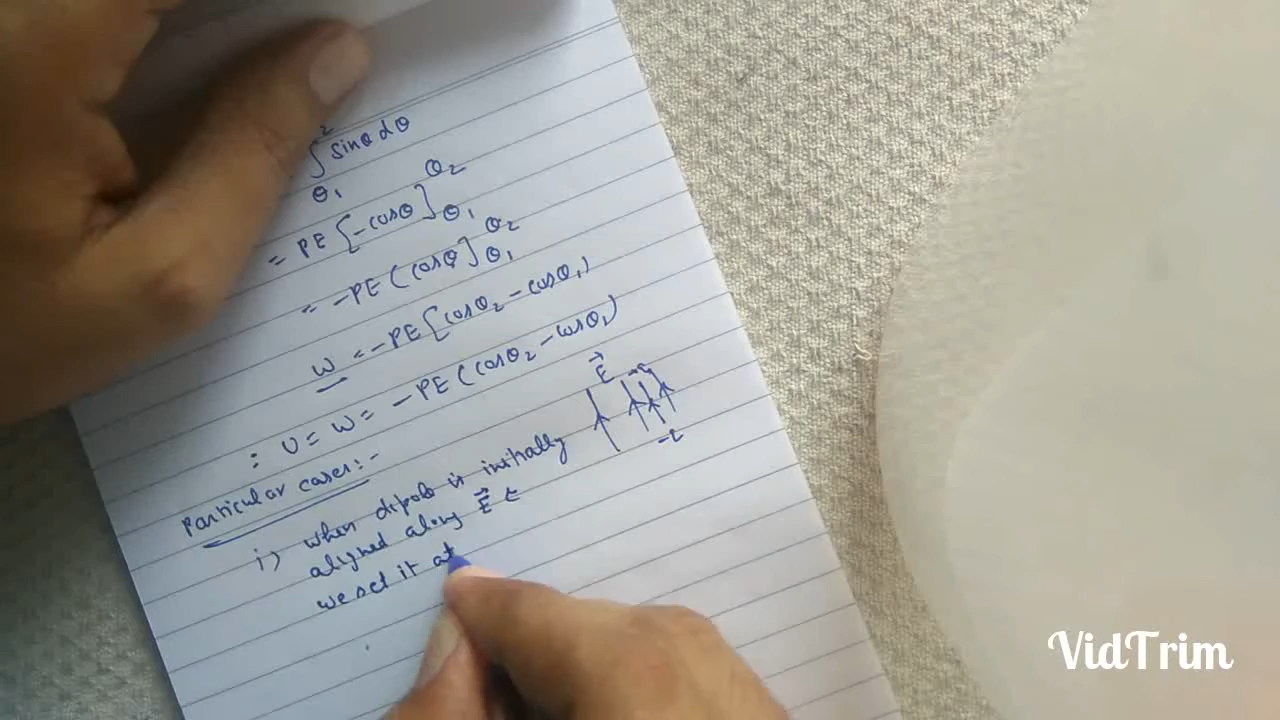 ∫ sinθ dθ
θ1
2
= PE [-cosθ] θ1 θ2
= -PE (cosθ] θ1 θ2
W = -PE [cosθ2 - cosθ1)
: U = W = -PE (cosθ2 - cosθ1)
Particular cases:-
i) when dipole is initially
aligned along E⃗ &
we set it at
E⃗
VidTrim